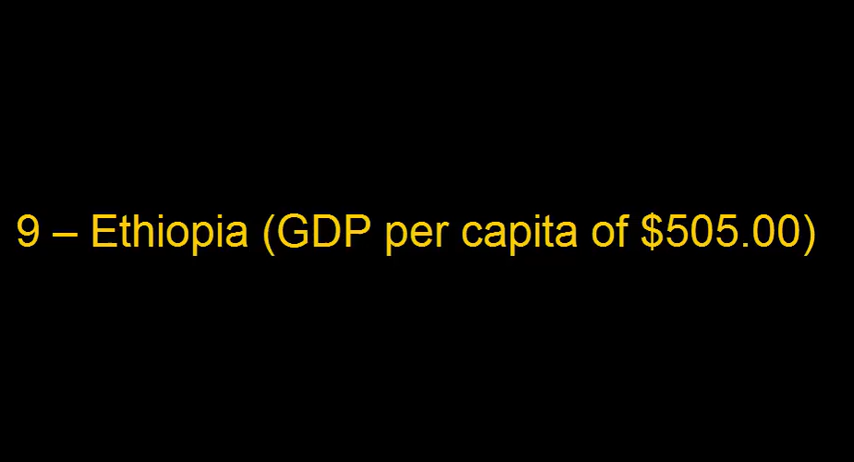 9 – Ethiopia (GDP per capita of $505.00)